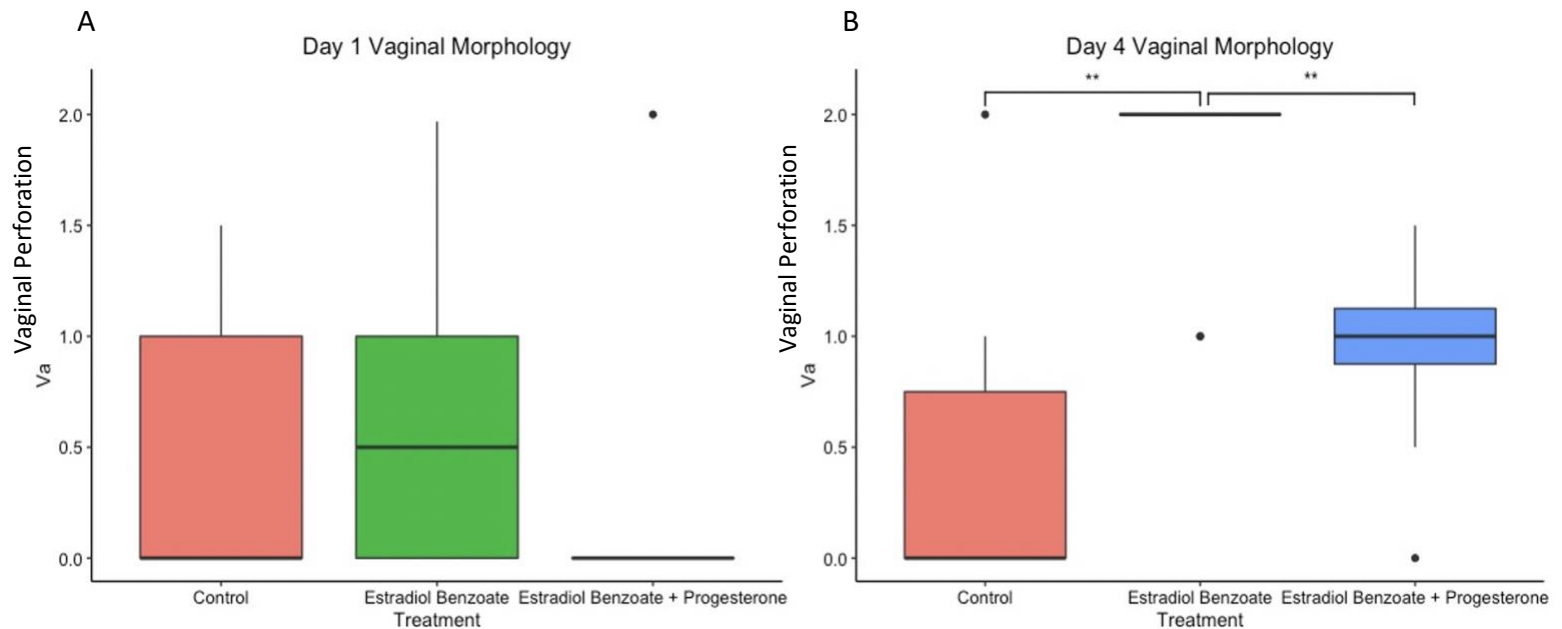 A
Day 1 Vaginal Morphology
Vaginal Perforation
Va
2.0
1.5
1.0
0.5
0.0
Control
Estradiol Benzoate
Estradiol Benzoate + Progesterone
Treatment
B
Day 4 Vaginal Morphology
Vaginal Perforation
Va
2.0
1.5
1.0
0.5
0.0
**
**
Control
Estradiol Benzoate
Estradiol Benzoate + Progesterone
Treatment